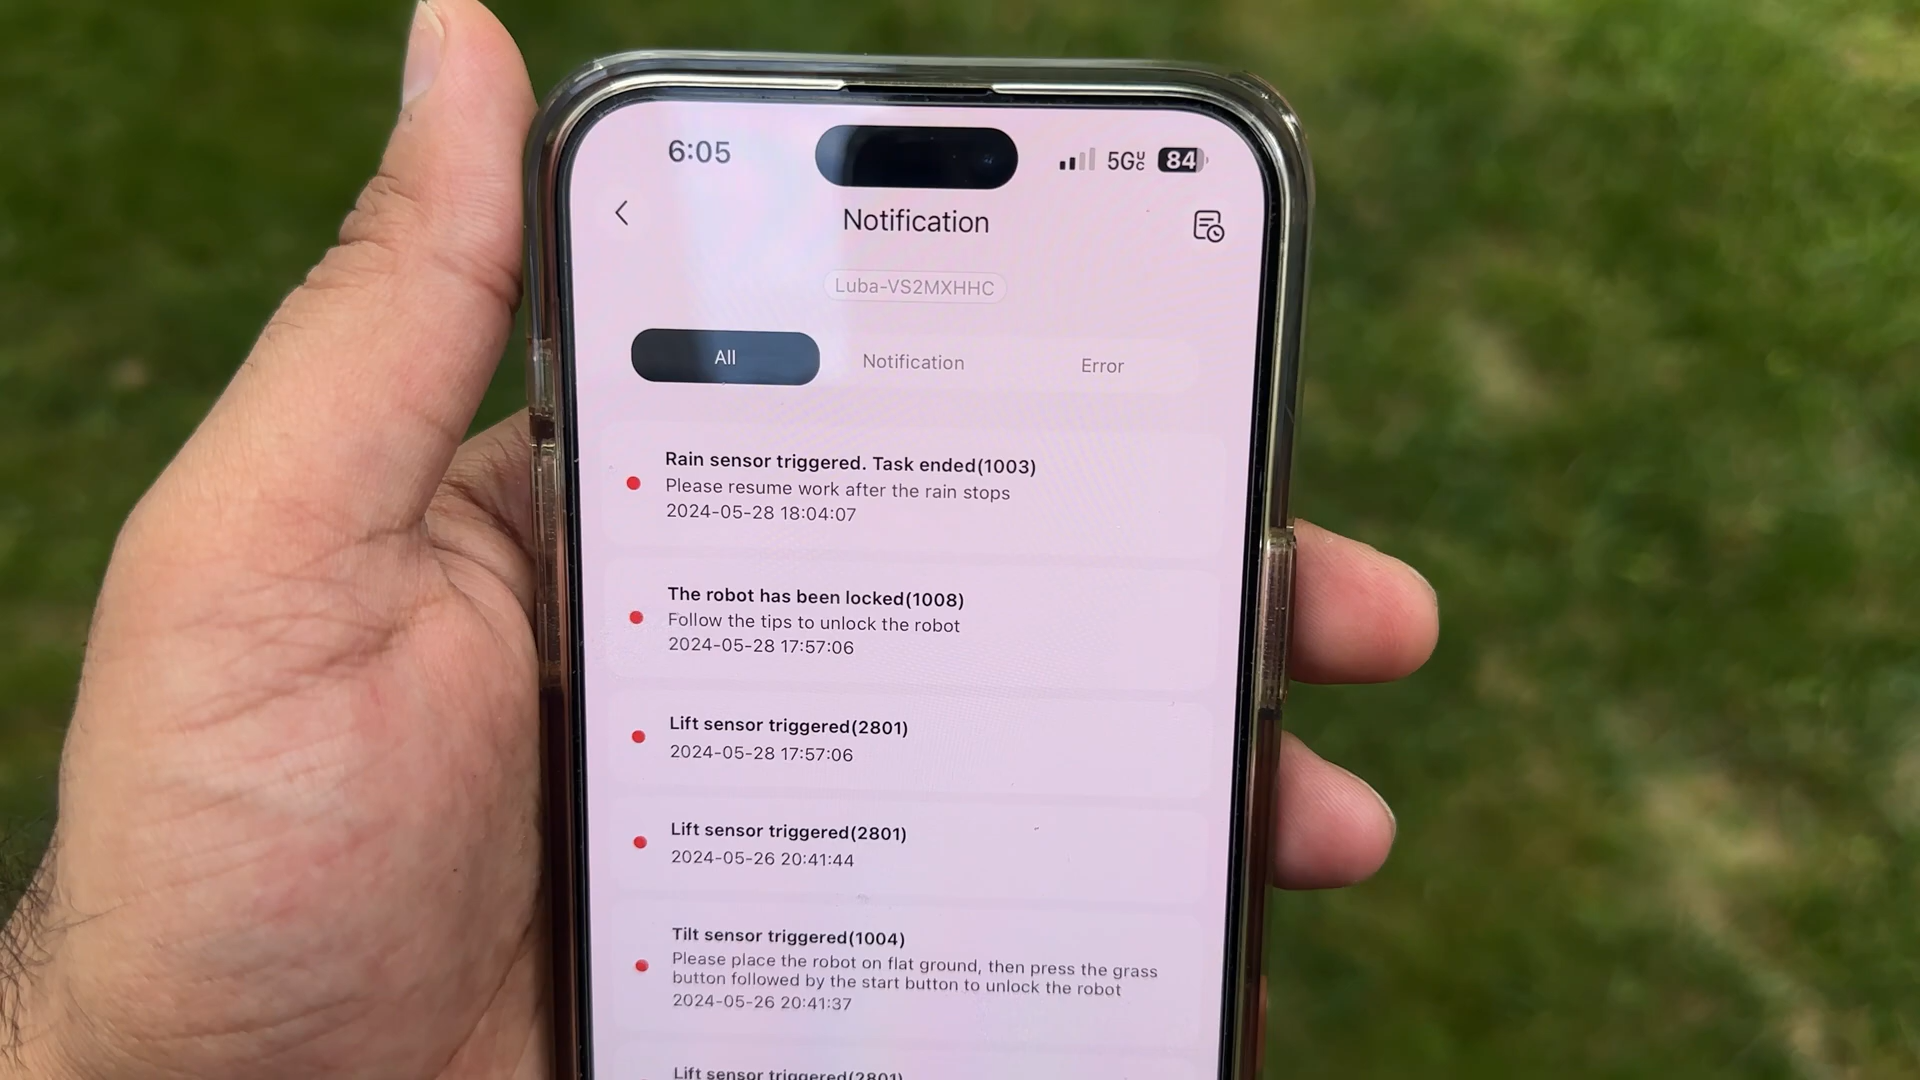 6:05
5GUC 84
Notification
Luba-VS2MXHHC
All Notification Error
Rain sensor triggered. Task ended(1003)
Please resume work after the rain stops
2024-05-28 18:04:07
The robot has been locked(1008)
Follow the tips to unlock the robot
2024-05-28 17:57:06
Lift sensor triggered(2801)
2024-05-28 17:57:06
Lift sensor triggered(2801)
2024-05-26 20:41:44
Tilt sensor triggered(1004)
Please place the robot on flat ground, then press the grass
button followed by the start button to unlock the robot
2024-05-26 20:41:37
Lift sensor triggered(2801)